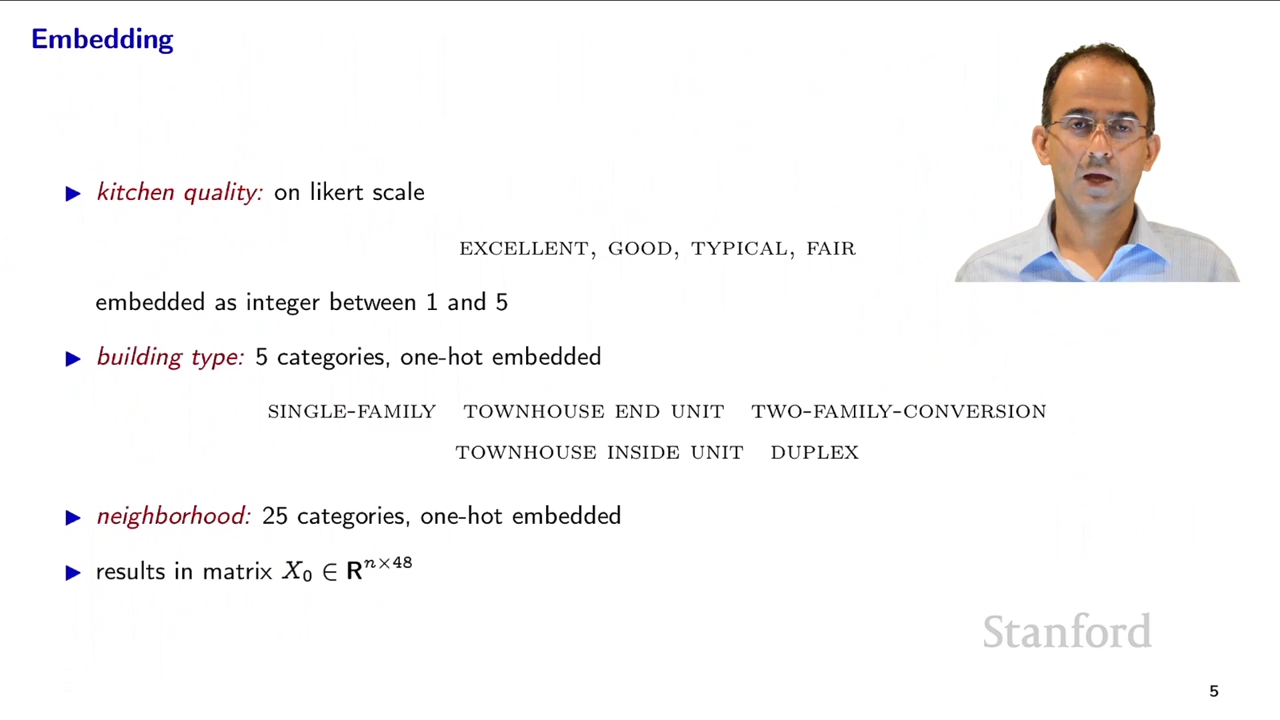 Embedding
▶ kitchen quality: on likert scale
EXCELLENT, GOOD, TYPICAL, FAIR
embedded as integer between 1 and 5
▶ building type: 5 categories, one-hot embedded
SINGLE-FAMILY TOWNHOUSE END UNIT TWO-FAMILY-CONVERSION
TOWNHOUSE INSIDE UNIT DUPLEX
▶ neighborhood: 25 categories, one-hot embedded
▶ results in matrix X₀ ∈ R^{n×48}
Stanford
5